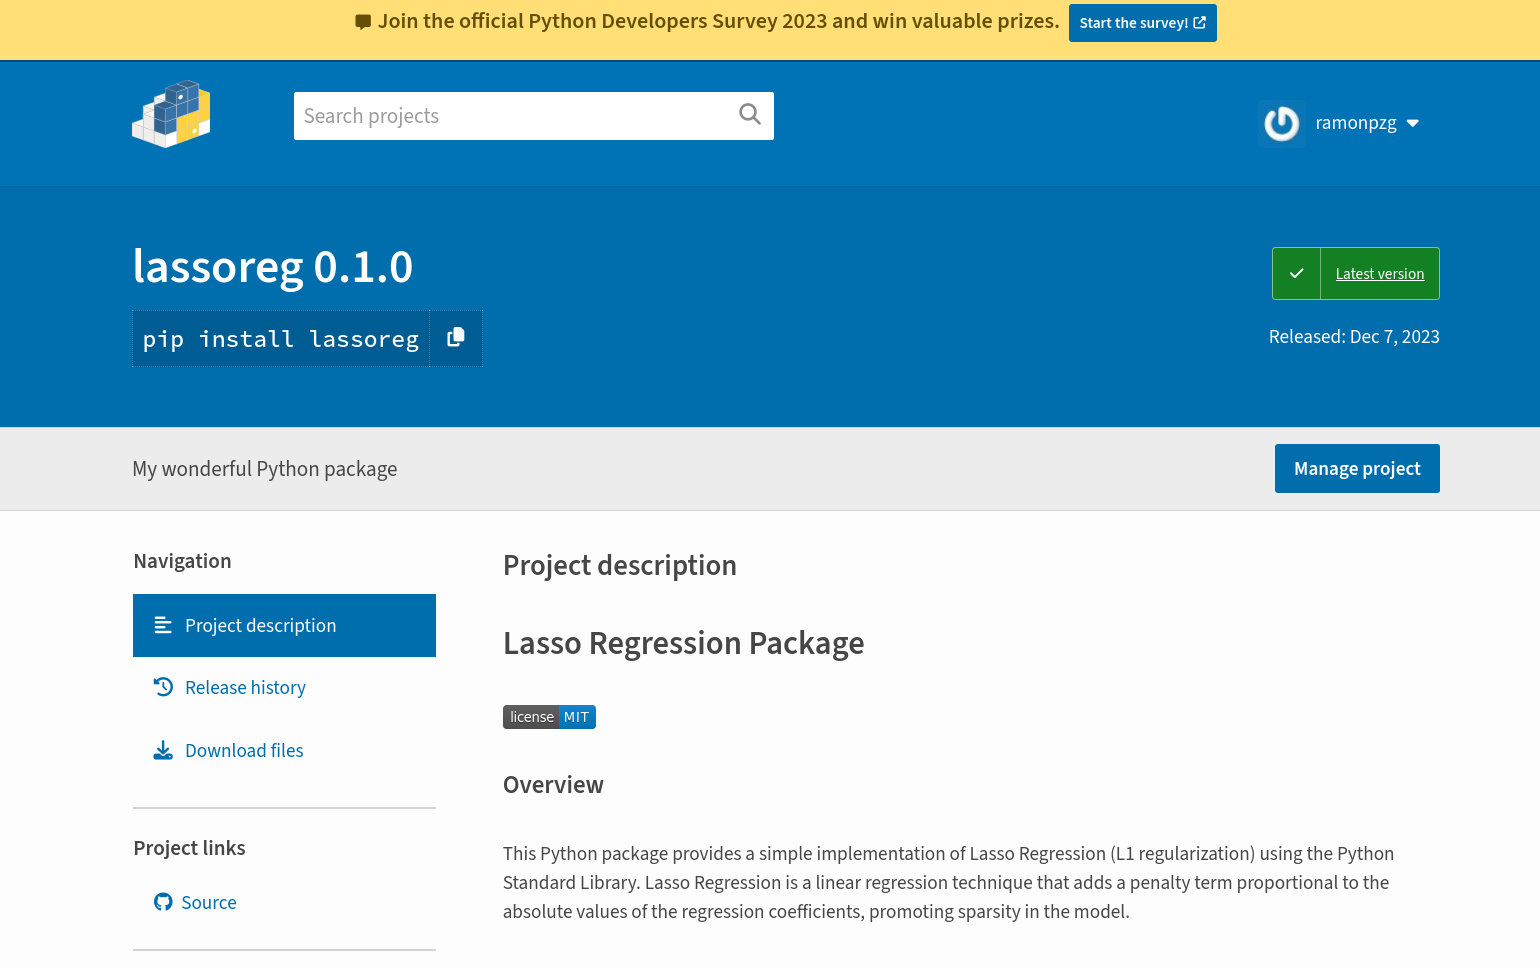 Join the official Python Developers Survey 2023 and win valuable prizes. Start the survey!
Search projects
ramonpzg
lassoreg 0.1.0
Latest version
pip install lassoreg
Released: Dec 7, 2023
My wonderful Python package
Manage project
Navigation
Project description
Release history
Download files
Project links
Source
Project description
Lasso Regression Package
license MIT
Overview
This Python package provides a simple implementation of Lasso Regression (L1 regularization) using the Python
Standard Library. Lasso Regression is a linear regression technique that adds a penalty term proportional to the
absolute values of the regression coefficients, promoting sparsity in the model.